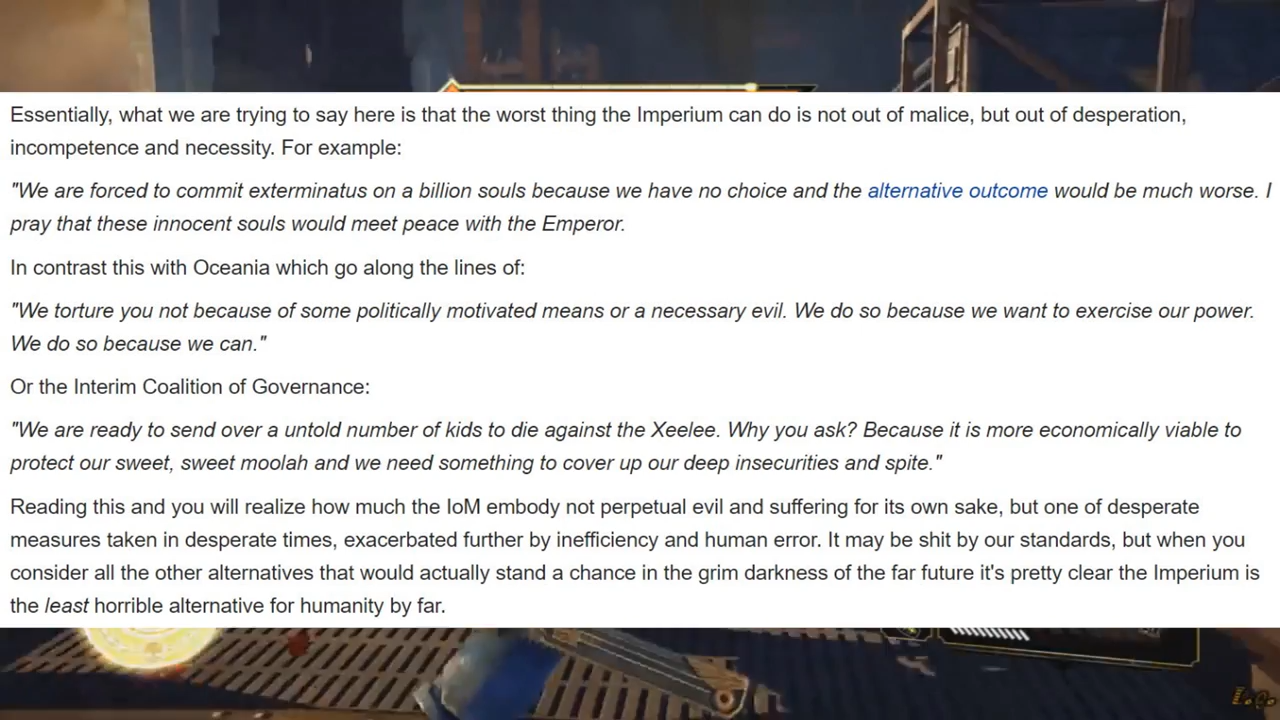 Essentially, what we are trying to say here is that the worst thing the Imperium can do is not out of malice, but out of desperation,
incompetence and necessity. For example:
"We are forced to commit exterminatus on a billion souls because we have no choice and the alternative outcome would be much worse. I
pray that these innocent souls would meet peace with the Emperor.
In contrast this with Oceania which go along the lines of:
"We torture you not because of some politically motivated means or a necessary evil. We do so because we want to exercise our power.
We do so because we can."
Or the Interim Coalition of Governance:
"We are ready to send over a untold number of kids to die against the Xeelee. Why you ask? Because it is more economically viable to
protect our sweet, sweet moolah and we need something to cover up our deep insecurities and spite."
Reading this and you will realize how much the IoM embody not perpetual evil and suffering for its own sake, but one of desperate
measures taken in desperate times, exacerbated further by inefficiency and human error. It may be shit by our standards, but when you
consider all the other alternatives that would actually stand a chance in the grim darkness of the far future it's pretty clear the Imperium is
the least horrible alternative for humanity by far.